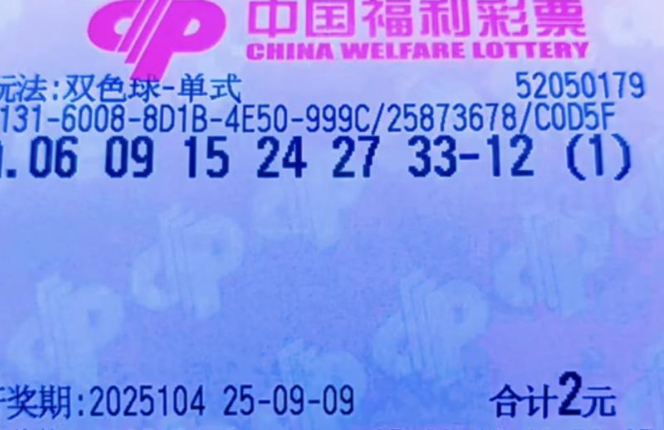 中国福利彩票
CHINA WELFARE LOTTERY
玩法:双色球-单式 52050179
131-6008-8D1B-4E50-999C/25873678/C0D5F
06 09 15 24 27 33-12 (1)
奖期:2025104 25-09-09 合计2元